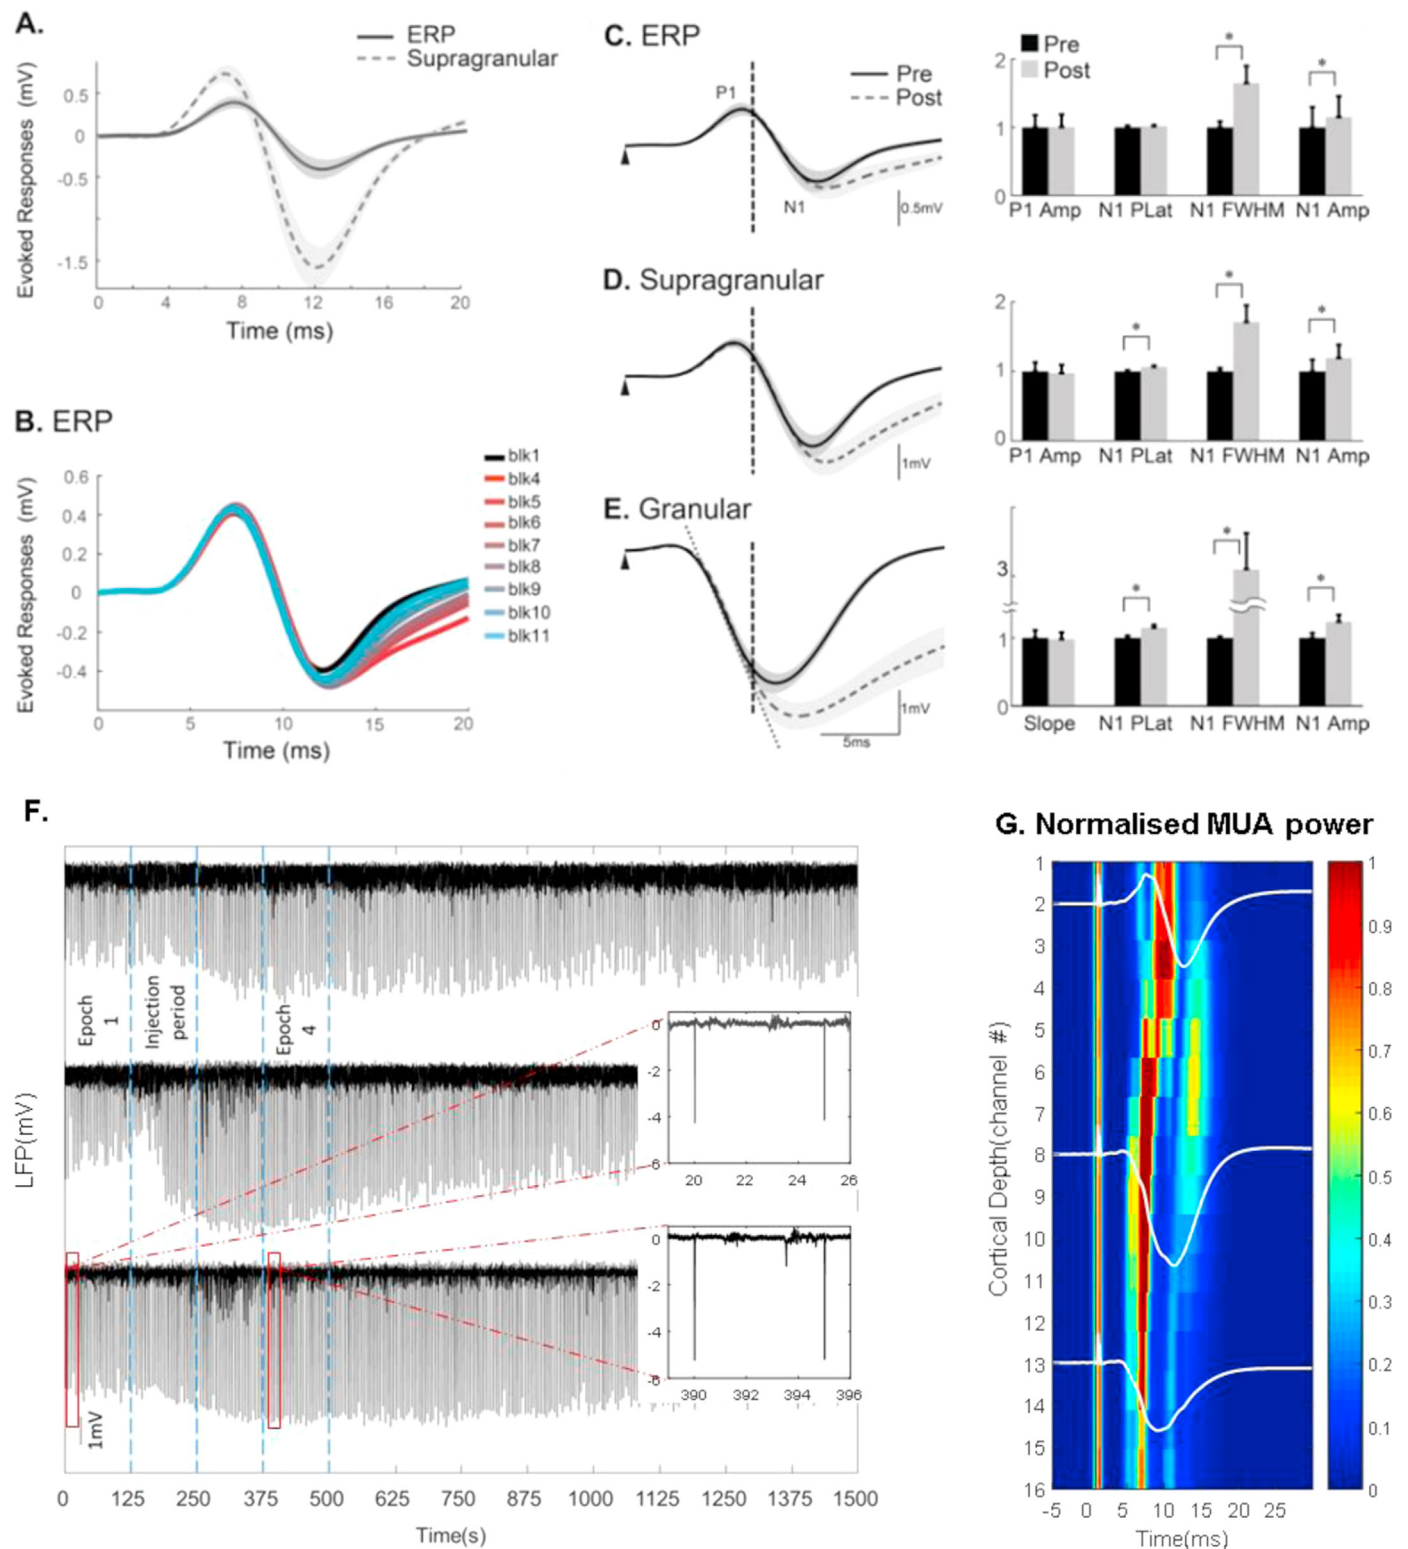 A.
ERP
Supragranular
Evoked Responses (mV)
0.5
0
-0.5
-1.5
0 4 8 12 16 20
Time (ms)
B. ERP
Evoked Responses (mV)
0.6
0.4
0.2
0
-0.2
-0.4
0 5 10 15 20
Time (ms)
blk1
blk4
blk5
blk6
blk7
blk8
blk9
blk10
blk11
C. ERP
P1
N1
Pre
Post
0.5mV
Pre
Post
2
1
0
* *
P1 Amp N1 PLat N1 FWHM N1 Amp
D. Supragranular
1mV
2
1
0
* * *
P1 Amp N1 PLat N1 FWHM N1 Amp
E. Granular
1mV
5ms
3
1
0
* * *
Slope N1 PLat N1 FWHM N1 Amp
F.
LFP(mV)
Epoch
1
Injection
period
Epoch
4
0
-2
-4
-6
20 22 24 26
0
-2
-4
-6
390 392 394 396
1mV
0 125 250 375 500 625 750 875 1000 1125 1250 1375 1500
Time(s)
G. Normalised MUA power
Cortical Depth(channel #)
1
2
3
4
5
6
7
8
9
10
11
12
13
14
15
16
-5 0 5 10 15 20 25
Time(ms)
1
0.9
0.8
0.7
0.6
0.5
0.4
0.3
0.2
0.1
0